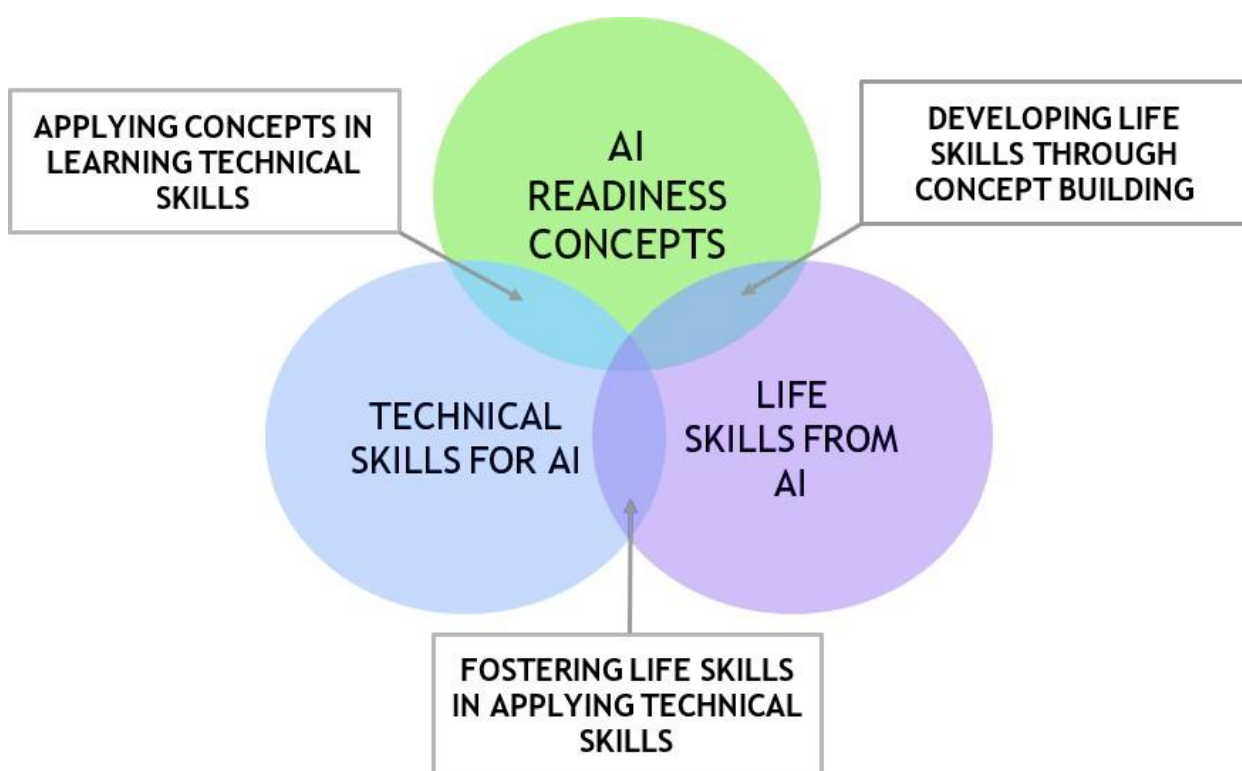 APPLYING CONCEPTS IN
LEARNING TECHNICAL
SKILLS
AI
READINESS
CONCEPTS
DEVELOPING LIFE
SKILLS THROUGH
CONCEPT BUILDING
TECHNICAL
SKILLS FOR AI
LIFE
SKILLS FROM
AI
FOSTERING LIFE SKILLS
IN APPLYING TECHNICAL
SKILLS